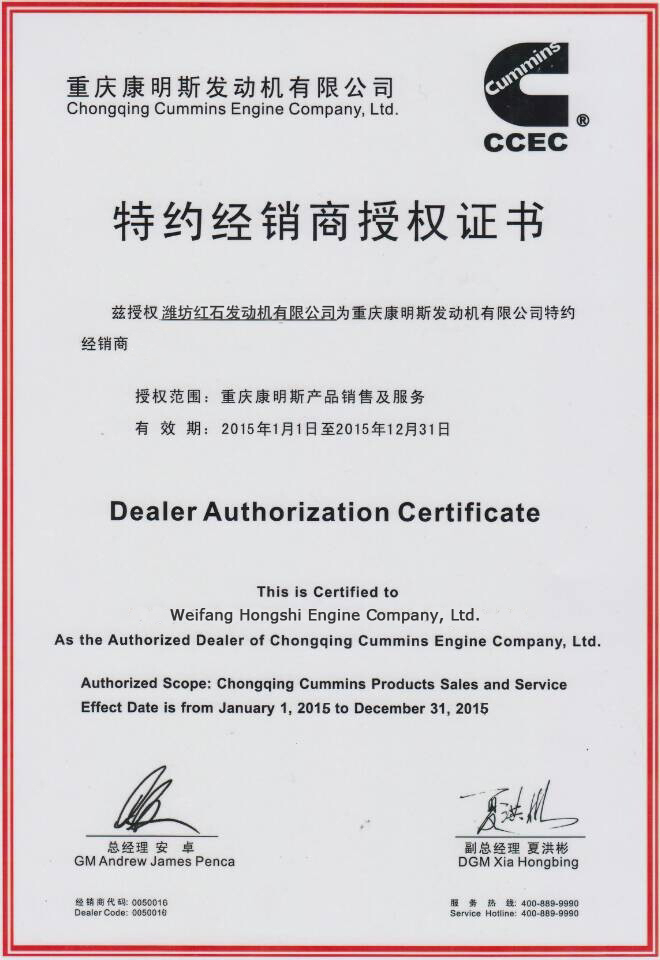 重庆康明斯发动机有限公司
Chongqing Cummins Engine Company, Ltd.
Cummins
®
CCEC
特约经销商授权证书
兹授权 潍坊红石发动机有限公司为重庆康明斯发动机有限公司特约
经销商
授权范围：重庆康明斯产品销售及服务
有 效 期：2015年1月1日至2015年12月31日
Dealer Authorization Certificate
This is Certified to
Weifang Hongshi Engine Company, Ltd.
As the Authorized Dealer of Chongqing Cummins Engine Company, Ltd.
Authorized Scope: Chongqing Cummins Products Sales and Service
Effect Date is from January 1, 2015 to December 31, 2015
夏洪彬
总经理 安 卓
GM Andrew James Penca
副总经理 夏洪彬
DGM Xia Hongbing
经销商代码: 0050016
Dealer Code: 0050016
服 务 热 线: 400-889-9990
Service Hotline: 400-889-9990